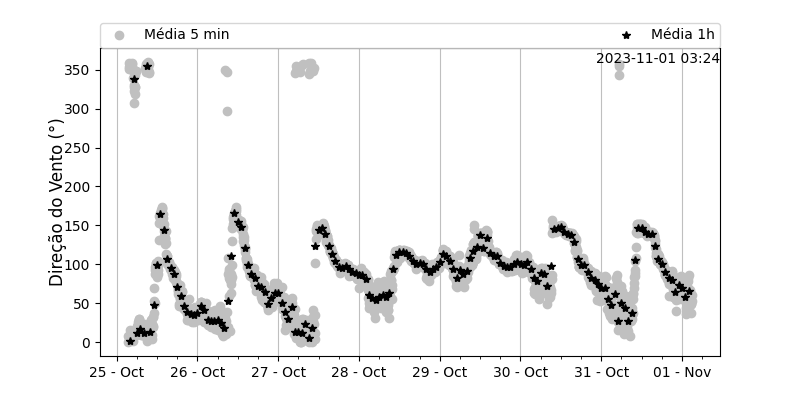 Média 5 min
Média 1h
2023-11-01 03:24
Direção do Vento (°)
350
300
250
200
150
100
50
0
25 - Oct
26 - Oct
27 - Oct
28 - Oct
29 - Oct
30 - Oct
31 - Oct
01 - Nov